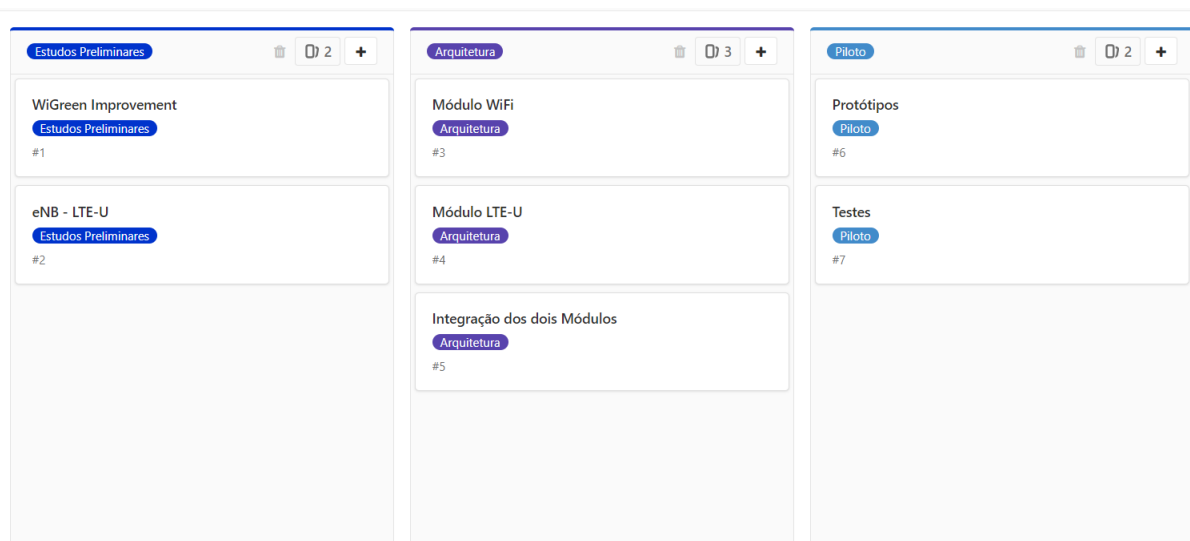 Estudos Preliminares 2 +
WiGreen Improvement
Estudos Preliminares
#1
eNB - LTE-U
Estudos Preliminares
#2
Arquitetura 3 +
Módulo WiFi
Arquitetura
#3
Módulo LTE-U
Arquitetura
#4
Integração dos dois Módulos
Arquitetura
#5
Piloto 2 +
Protótipos
Piloto
#6
Testes
Piloto
#7